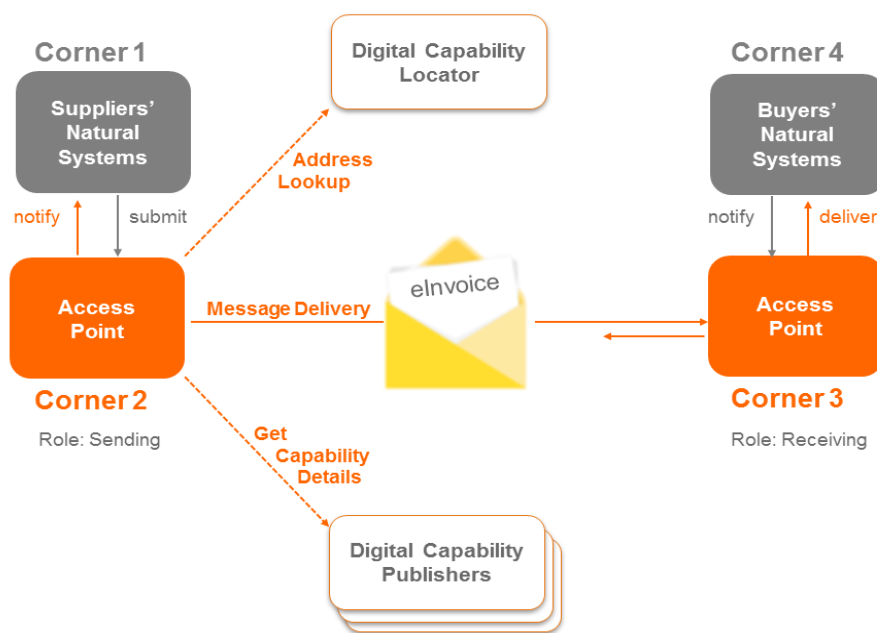 Corner 1
Suppliers’
Natural
Systems
notify
submit
Digital Capability
Locator
Address
Lookup
Corner 4
Buyers’
Natural
Systems
notify
deliver
Access
Point
Corner 2
Role: Sending
Message Delivery
eInvoice
Access
Point
Corner 3
Role: Receiving
Get
Capability
Details
Digital Capability
Publishers